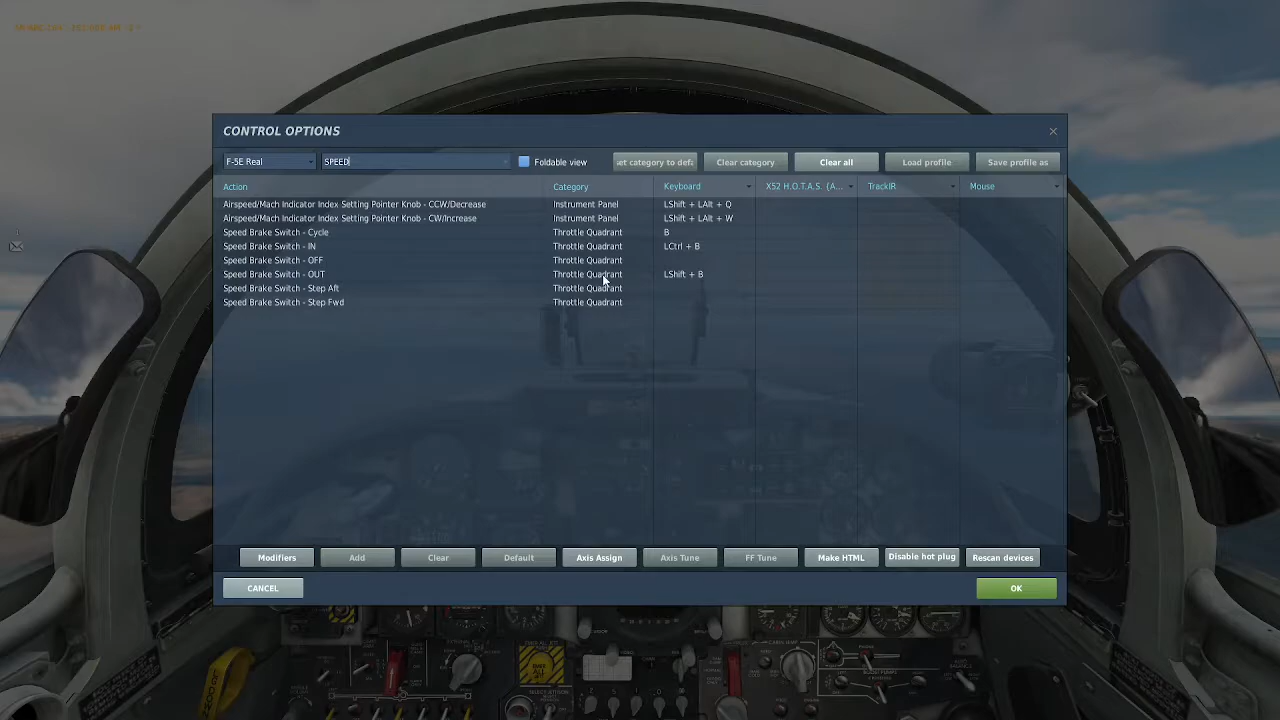 CONTROL OPTIONS
F-5E Real SPEED Foldable view et category to defa Clear category Clear all Load profile Save profile as
Action Category Keyboard X52 H.O.T.A.S. {A... TrackIR Mouse
Airspeed/Mach Indicator Index Setting Pointer Knob - CCW/Decrease Instrument Panel LShift + LAlt + Q
Airspeed/Mach Indicator Index Setting Pointer Knob - CW/Increase Instrument Panel LShift + LAlt + W
Speed Brake Switch - Cycle Throttle Quadrant B
Speed Brake Switch - IN Throttle Quadrant LCtrl + B
Speed Brake Switch - OFF Throttle Quadrant
Speed Brake Switch - OUT Throttle Quadrant LShift + B
Speed Brake Switch - Step Aft Throttle Quadrant
Speed Brake Switch - Step Fwd Throttle Quadrant
Modifiers Add Clear Default Axis Assign Axis Tune FF Tune Make HTML Disable hot plug Rescan devices
CANCEL OK